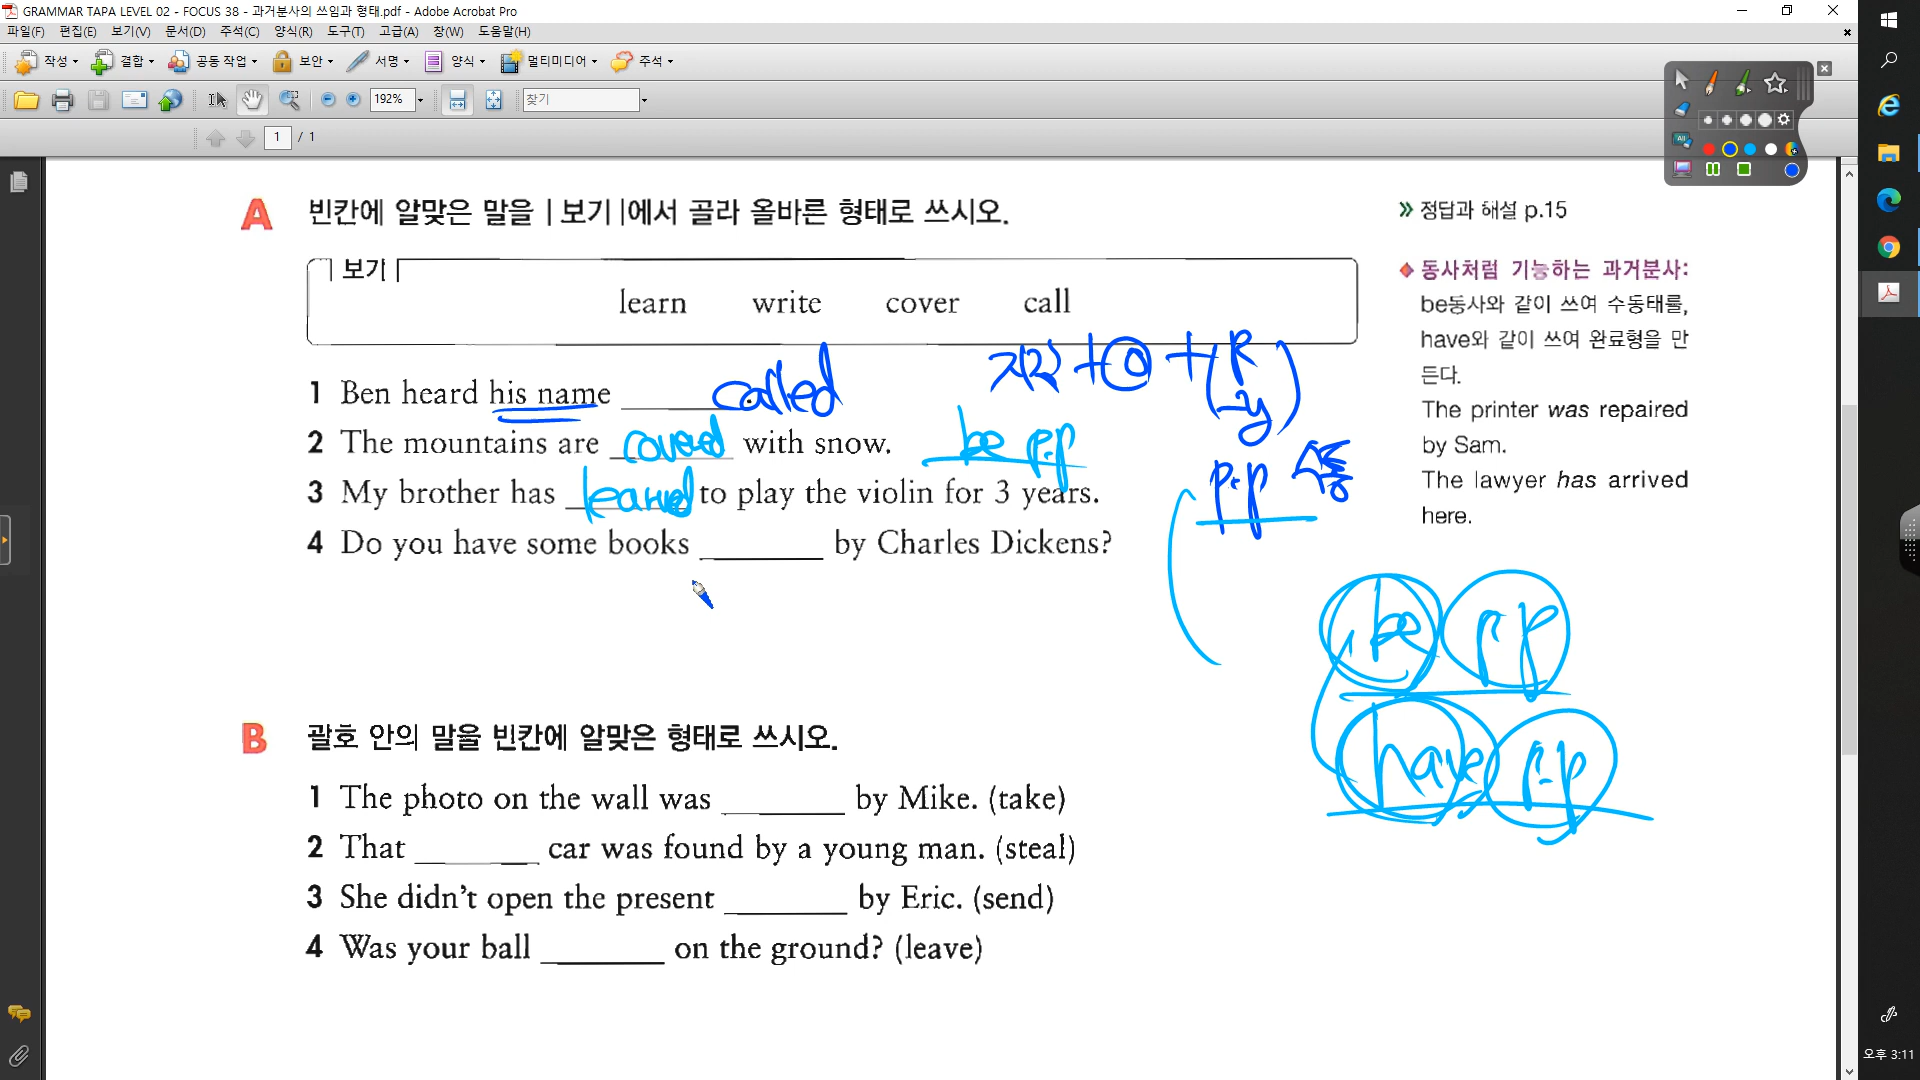 GRAMMAR TAPA LEVEL 02 - FOCUS 38 - 과거분사의 쓰임과 형태.pdf - Adobe Acrobat Pro
파일(F) 편집(E) 보기(V) 문서(D) 주석(C) 양식(R) 도구(T) 고급(A) 창(W) 도움말(H)
작성 결합 공동 작업 보안 서명 양식 멀티미디어 주석
192% 찾기
1 / 1
A 빈칸에 알맞은 말을 | 보기 |에서 골라 올바른 형태로 쓰시오.
보기
learn write cover call
1 Ben heard his name called.
2 The mountains are covered with snow.
3 My brother has learned to play the violin for 3 years.
4 Do you have some books ________ by Charles Dickens?
지각 + O + ( R
-ing )
be p.p
p.p 수동
» 정답과 해설 p.15
동사처럼 기능하는 과거분사:
be동사와 같이 쓰여 수동태를,
have와 같이 쓰여 완료형을 만
든다.
The printer was repaired
by Sam.
The lawyer has arrived
here.
be p.p
have p.p
B 괄호 안의 말을 빈칸에 알맞은 형태로 쓰시오.
1 The photo on the wall was ________ by Mike. (take)
2 That ________ car was found by a young man. (steal)
3 She didn't open the present ________ by Eric. (send)
4 Was your ball ________ on the ground? (leave)
오후 3:11